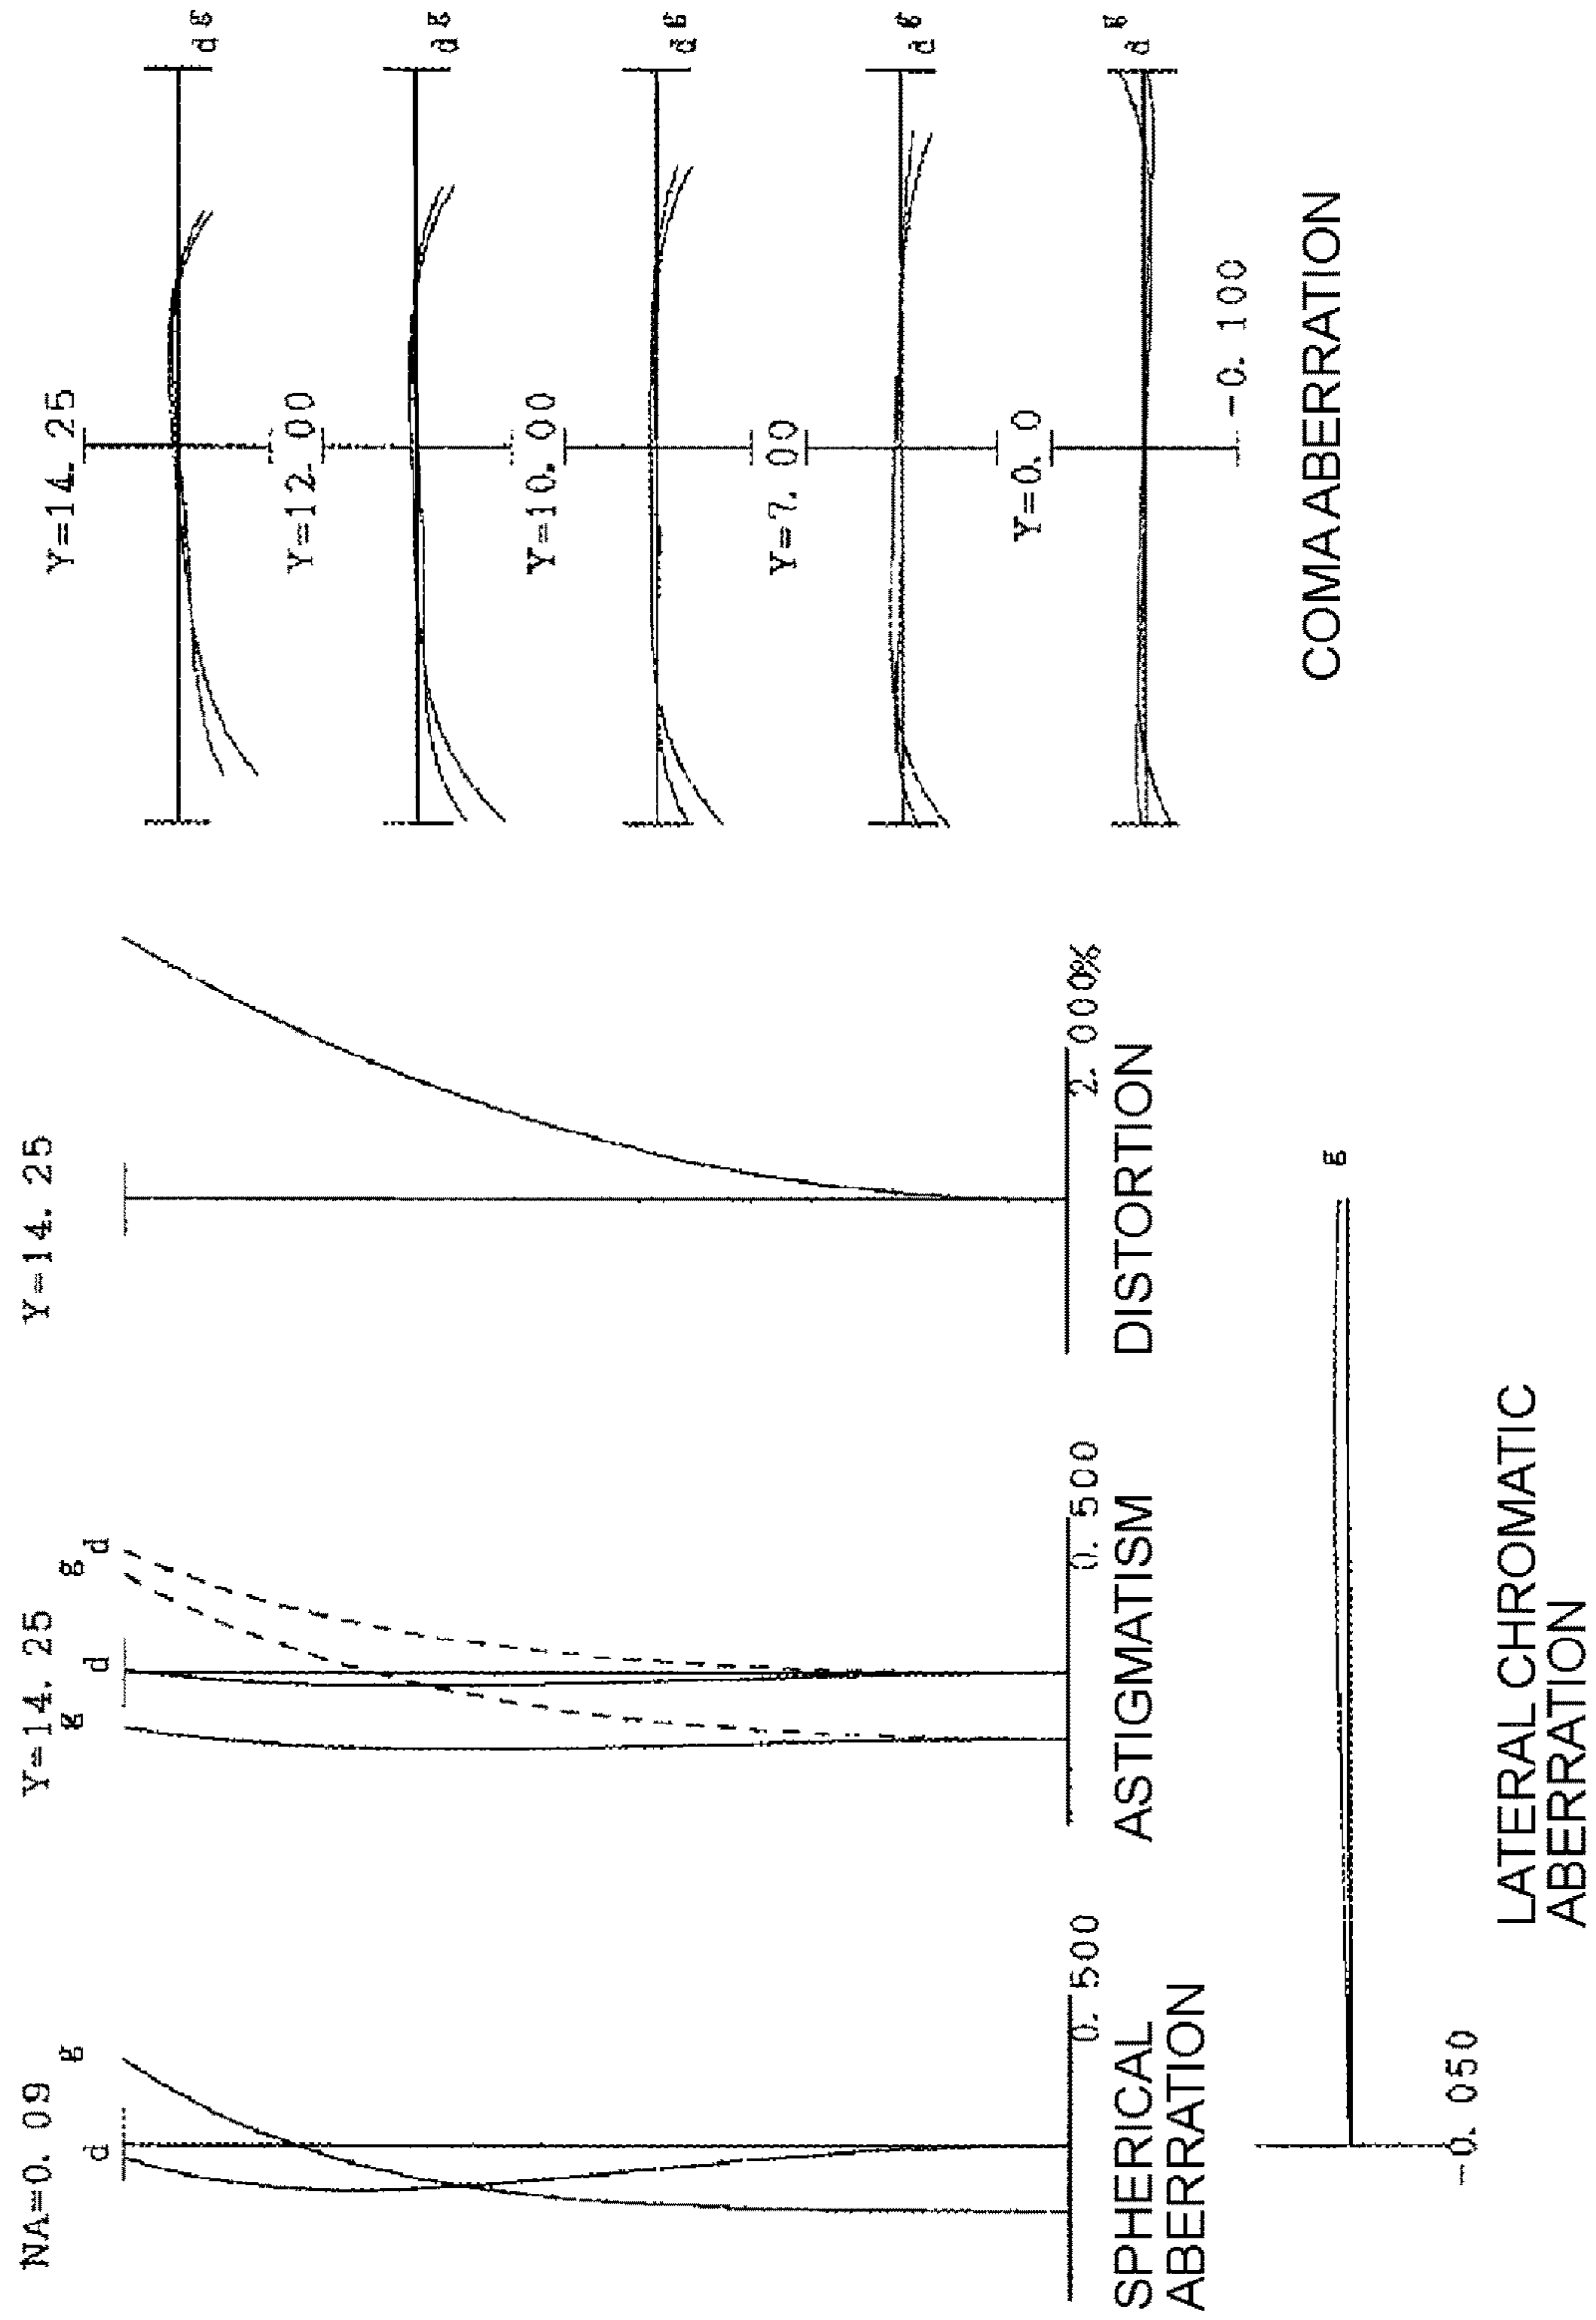 NA=0. 09
d
g
0. 500
SPHERICAL
ABERRATION
Y=14. 25
g
d
g
d
0. 500
ASTIGMATISM
Y=14. 25
2. 000%
DISTORTION
Y=14. 25
d
g
Y=12. 00
d
g
Y=10. 00
d
g
Y=7. 00
d
g
Y=0. 0
d
g
-0. 100
COMA ABERRATION
g
-0. 050
LATERAL CHROMATIC
ABERRATION